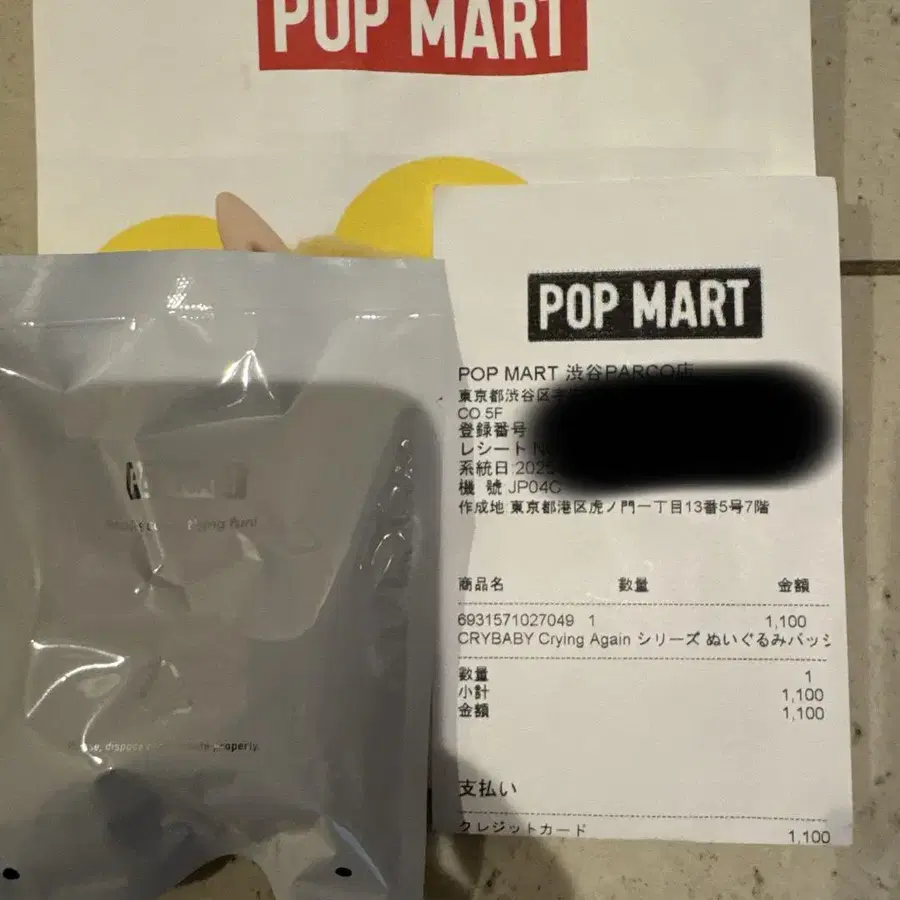 POP MART
POP MART
POP MART 渋谷PARCO店
東京都渋谷区
CO 5F
登録番号
レシート
系統日:2025
機 號 JP04C
作成地:東京都港区虎ノ門一丁目13番5号7階
商品名 數量 金額
6931571027049 1 1,100
CRYBABY Crying Again シリーズ ぬいぐるみバッジ
數量 1
小計 1,100
金額 1,100
支払い
クレジットカード 1,100
properly.